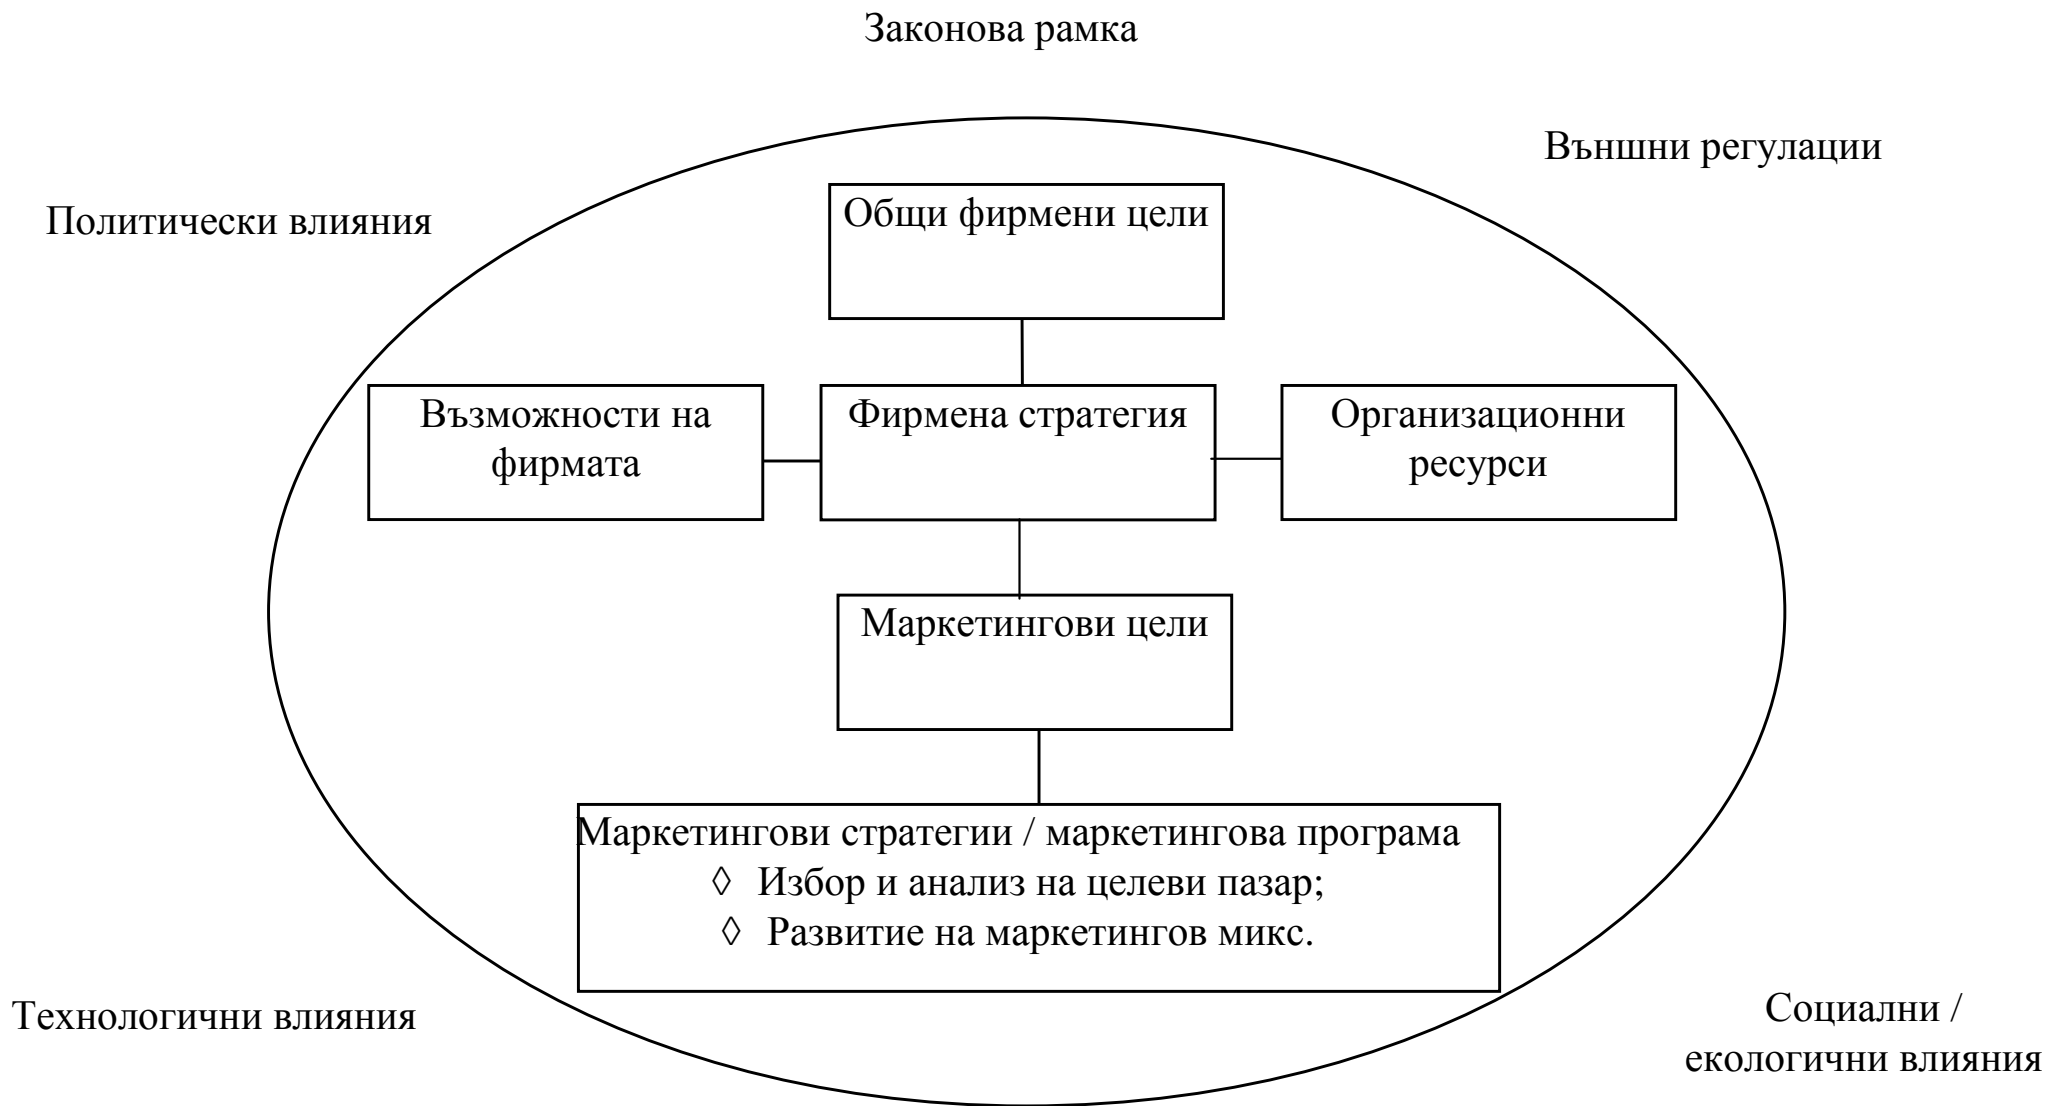 Законова рамка
Външни регулации
Политически влияния
Общи фирмени цели
Възможности на
фирмата
Фирмена стратегия
Организационни
ресурси
Маркетингови цели
Маркетингови стратегии / маркетингова програма
◊ Избор и анализ на целеви пазар;
◊ Развитие на маркетингов микс.
Технологични влияния
Социални /
екологични влияния